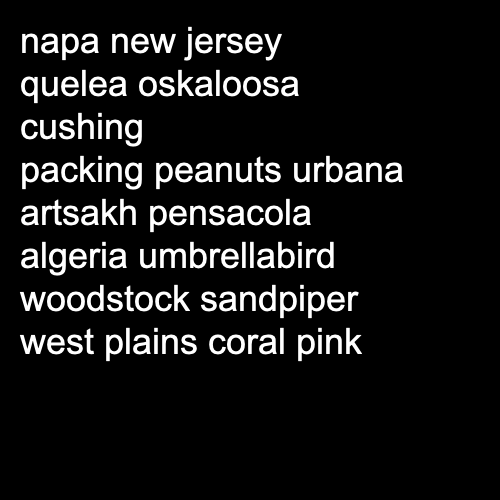 napa new jersey
quelea oskaloosa
cushing
packing peanuts urbana
artsakh pensacola
algeria umbrellabird
woodstock sandpiper
west plains coral pink